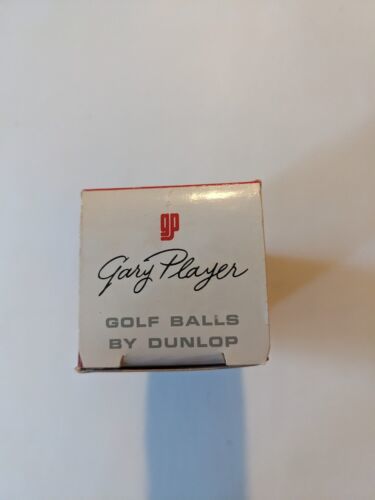 gp
Gary Player
GOLF BALLS
BY DUNLOP